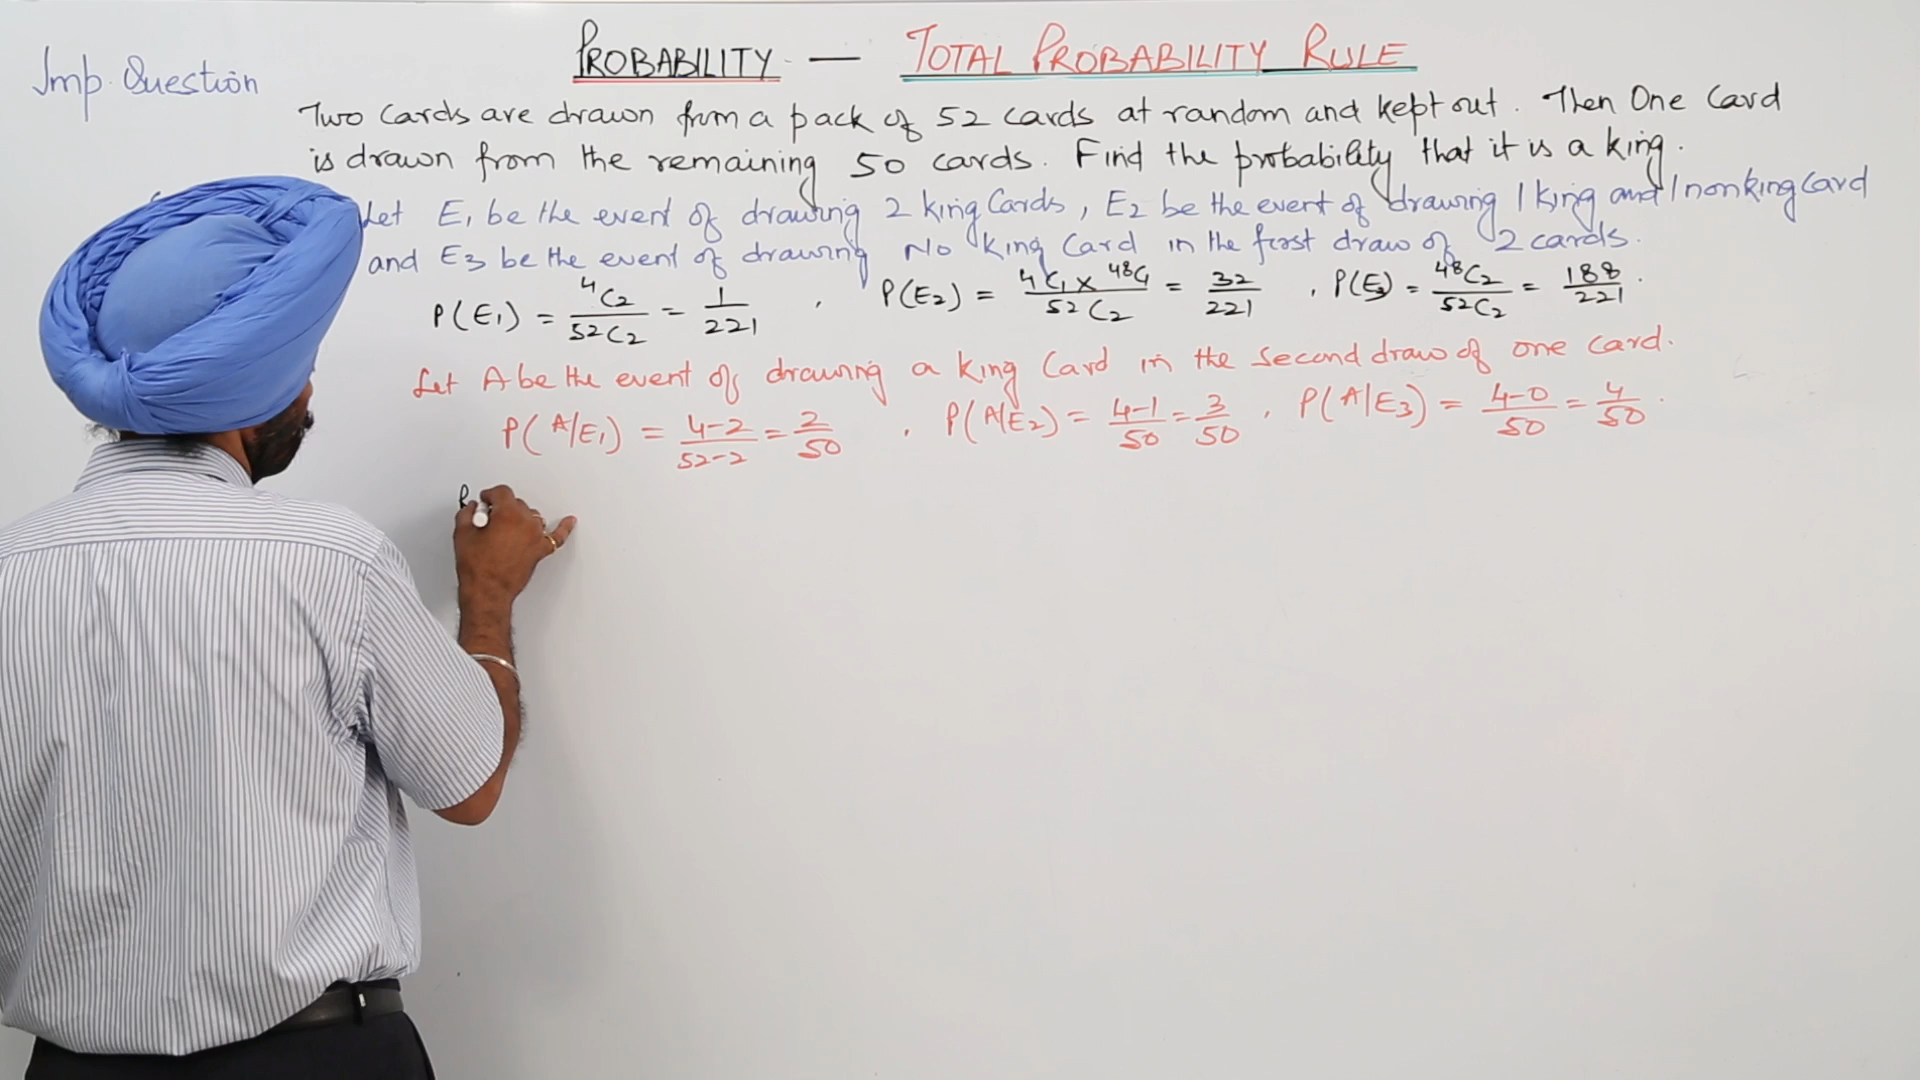 PROBABILITY — TOTAL PROBABILITY RULE
Imp. Question
Two Cards are drawn from a pack of 52 cards at random and kept out. Then One Card
is drawn from the remaining 50 cards. Find the probability that it is a king.
Let E₁ be the event of drawing 2 king Cards, E₂ be the event of drawing 1 king and 1 nonking Card
and E₃ be the event of drawing No king Card in the first draw of 2 cards.
P(E₁) = ⁴C₂/52C₂ = 1/221, P(E₂) = ⁴C₁ × ⁴⁸C₁/52C₂ = 32/221, P(E₃) = ⁴⁸C₂/52C₂ = 188/221.
Let A be the event of drawing a king Card in the second draw of one card.
P(A/E₁) = 4-2/52-2 = 2/50, P(A/E₂) = 4-1/50 = 3/50, P(A/E₃) = 4-0/50 = 4/50.